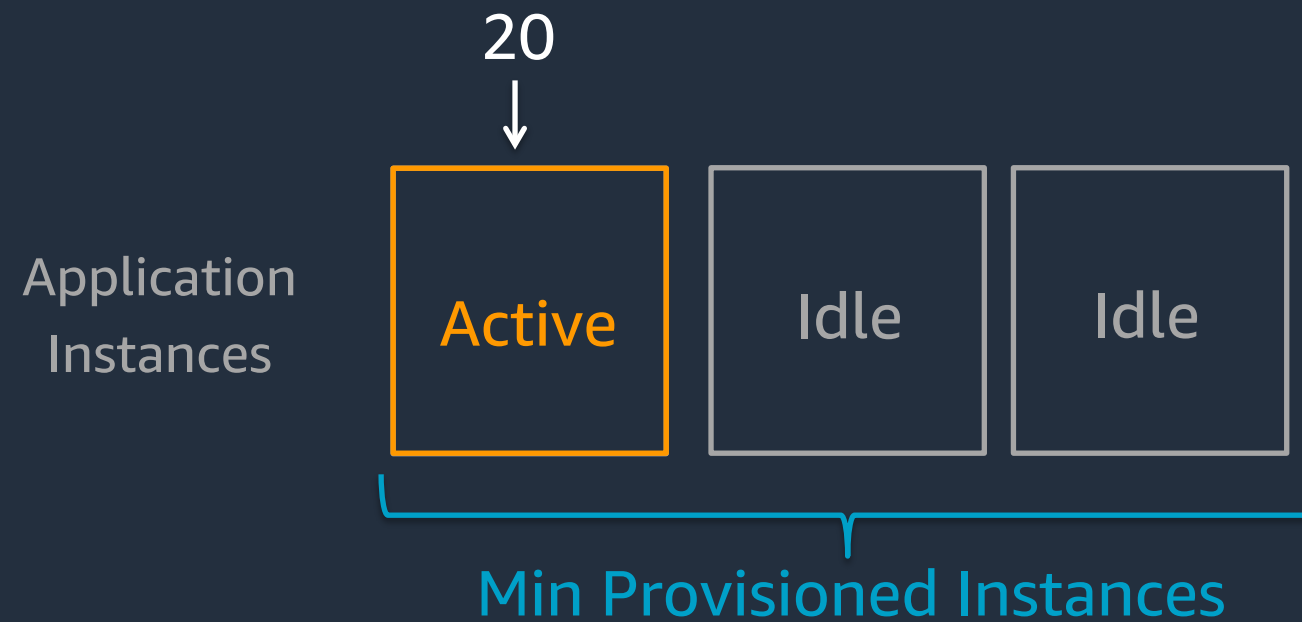 20
Application
Instances
Active
Idle
Idle
Min Provisioned Instances